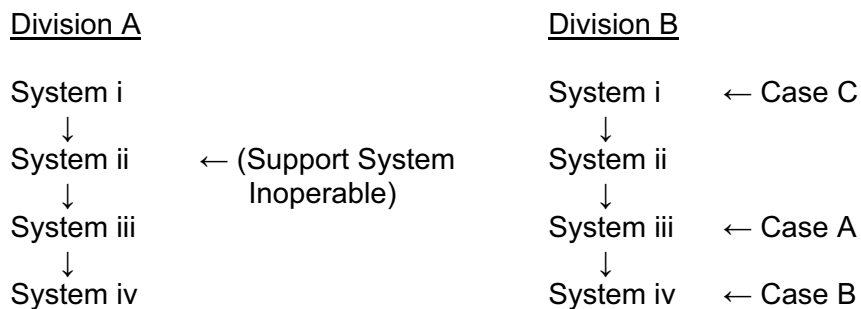 Division A Division B
System i System i ← Case C
↓ ↓
System ii ← (Support System System ii
Inoperable)
↓ ↓
System iii System iii ← Case A
↓ ↓
System iv System iv ← Case B